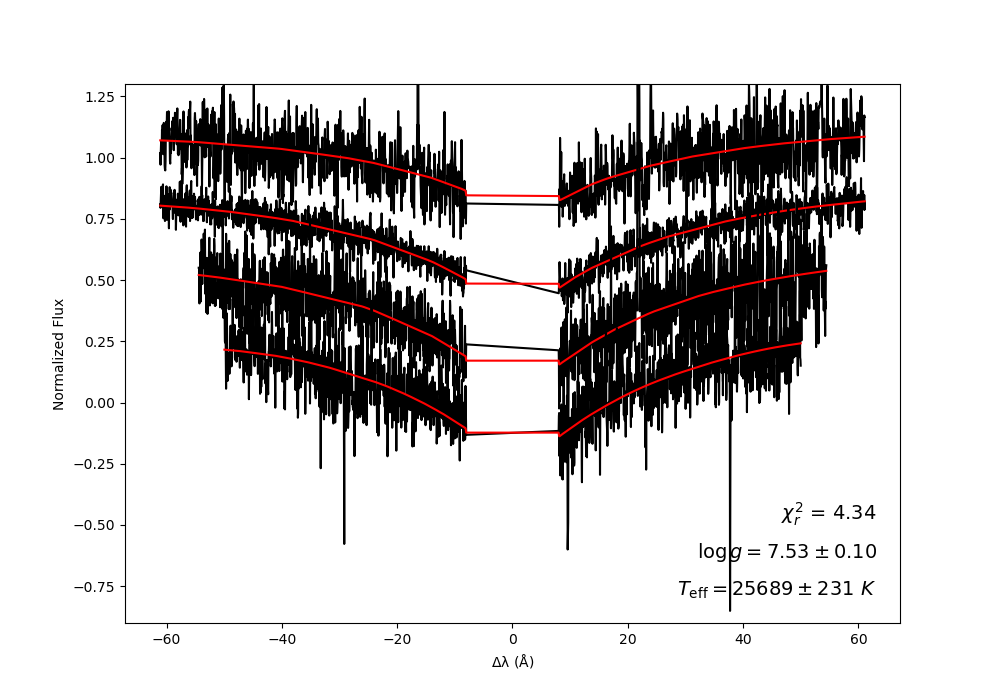 1.25
1.00
0.75
0.50
0.25
0.00
−0.25
−0.50
−0.75
Normalized Flux
χ²ᵣ = 4.34
log g = 7.53 ± 0.10
T_eff = 25689 ± 231 K
−60 −40 −20 0 20 40 60
Δλ (Å)